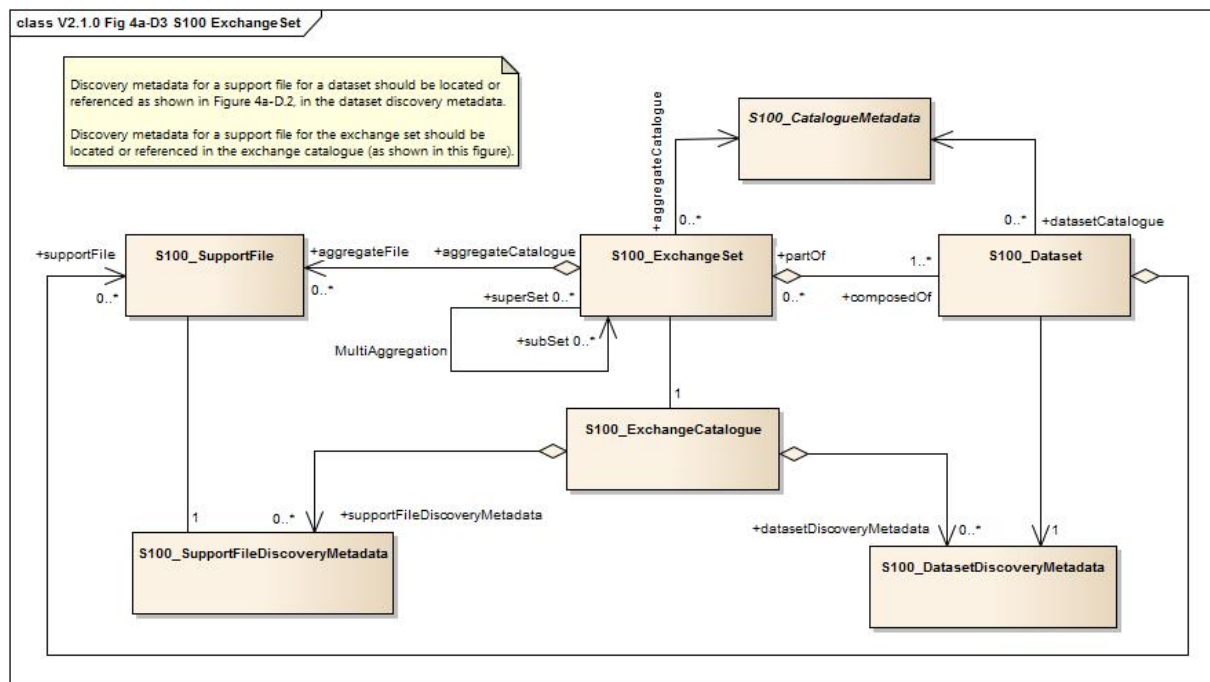 class V2.1.0 Fig 4a-D3 S100 ExchangeSet
Discovery metadata for a support file for a dataset should be located or
referenced as shown in Figure 4a-D.2, in the dataset discovery metadata.
Discovery metadata for a support file for the exchange set should be
located or referenced in the exchange catalogue (as shown in this figure).
S100_CatalogueMetadata
+aggregateCatalogue
0..*
0..*
+datasetCatalogue
+supportFile
0..*
S100_SupportFile
+aggregateFile
0..*
+aggregateCatalogue
S100_ExchangeSet
+partOf
0..*
1..*
+composedOf
S100_Dataset
+superSet 0..*
+subSet 0..*
MultiAggregation
1
S100_ExchangeCatalogue
1
0..*
+supportFileDiscoveryMetadata
+datasetDiscoveryMetadata
0..*
1
S100_SupportFileDiscoveryMetadata
S100_DatasetDiscoveryMetadata